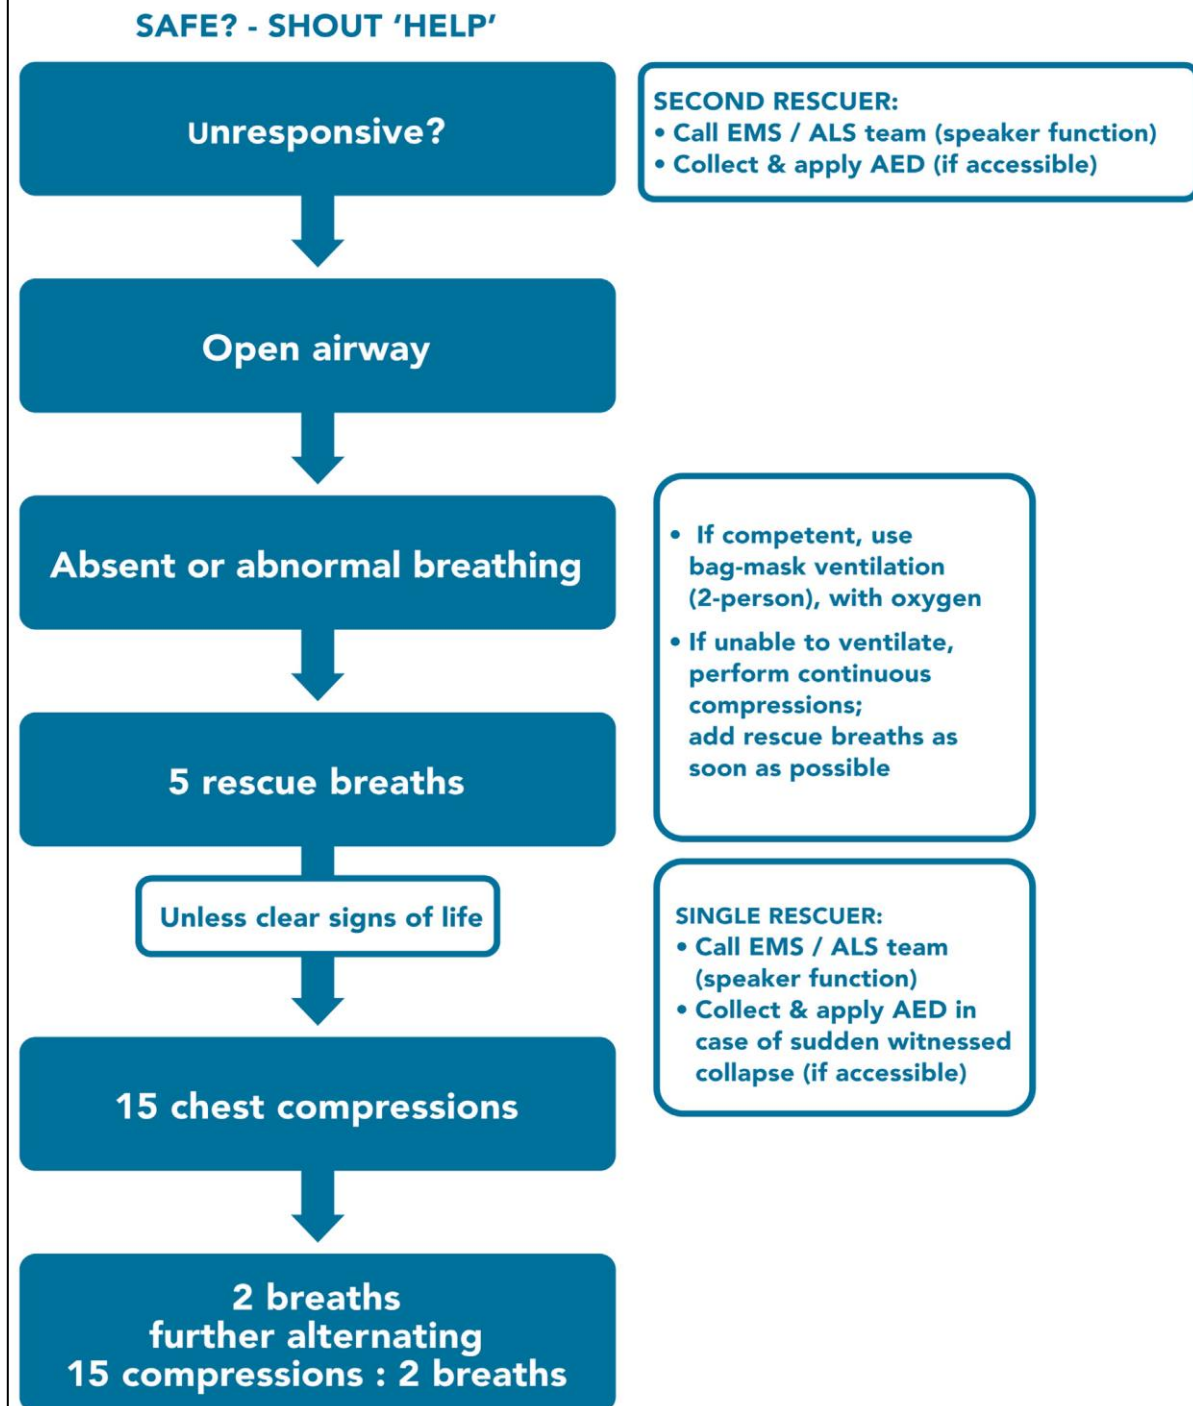 SAFE? - SHOUT ‘HELP’
Unresponsive?
SECOND RESCUER:
• Call EMS / ALS team (speaker function)
• Collect & apply AED (if accessible)
Open airway
Absent or abnormal breathing
• If competent, use
bag-mask ventilation
(2-person), with oxygen
• If unable to ventilate,
perform continuous
compressions;
add rescue breaths as
soon as possible
5 rescue breaths
Unless clear signs of life
SINGLE RESCUER:
• Call EMS / ALS team
(speaker function)
• Collect & apply AED in
case of sudden witnessed
collapse (if accessible)
15 chest compressions
2 breaths
further alternating
15 compressions : 2 breaths